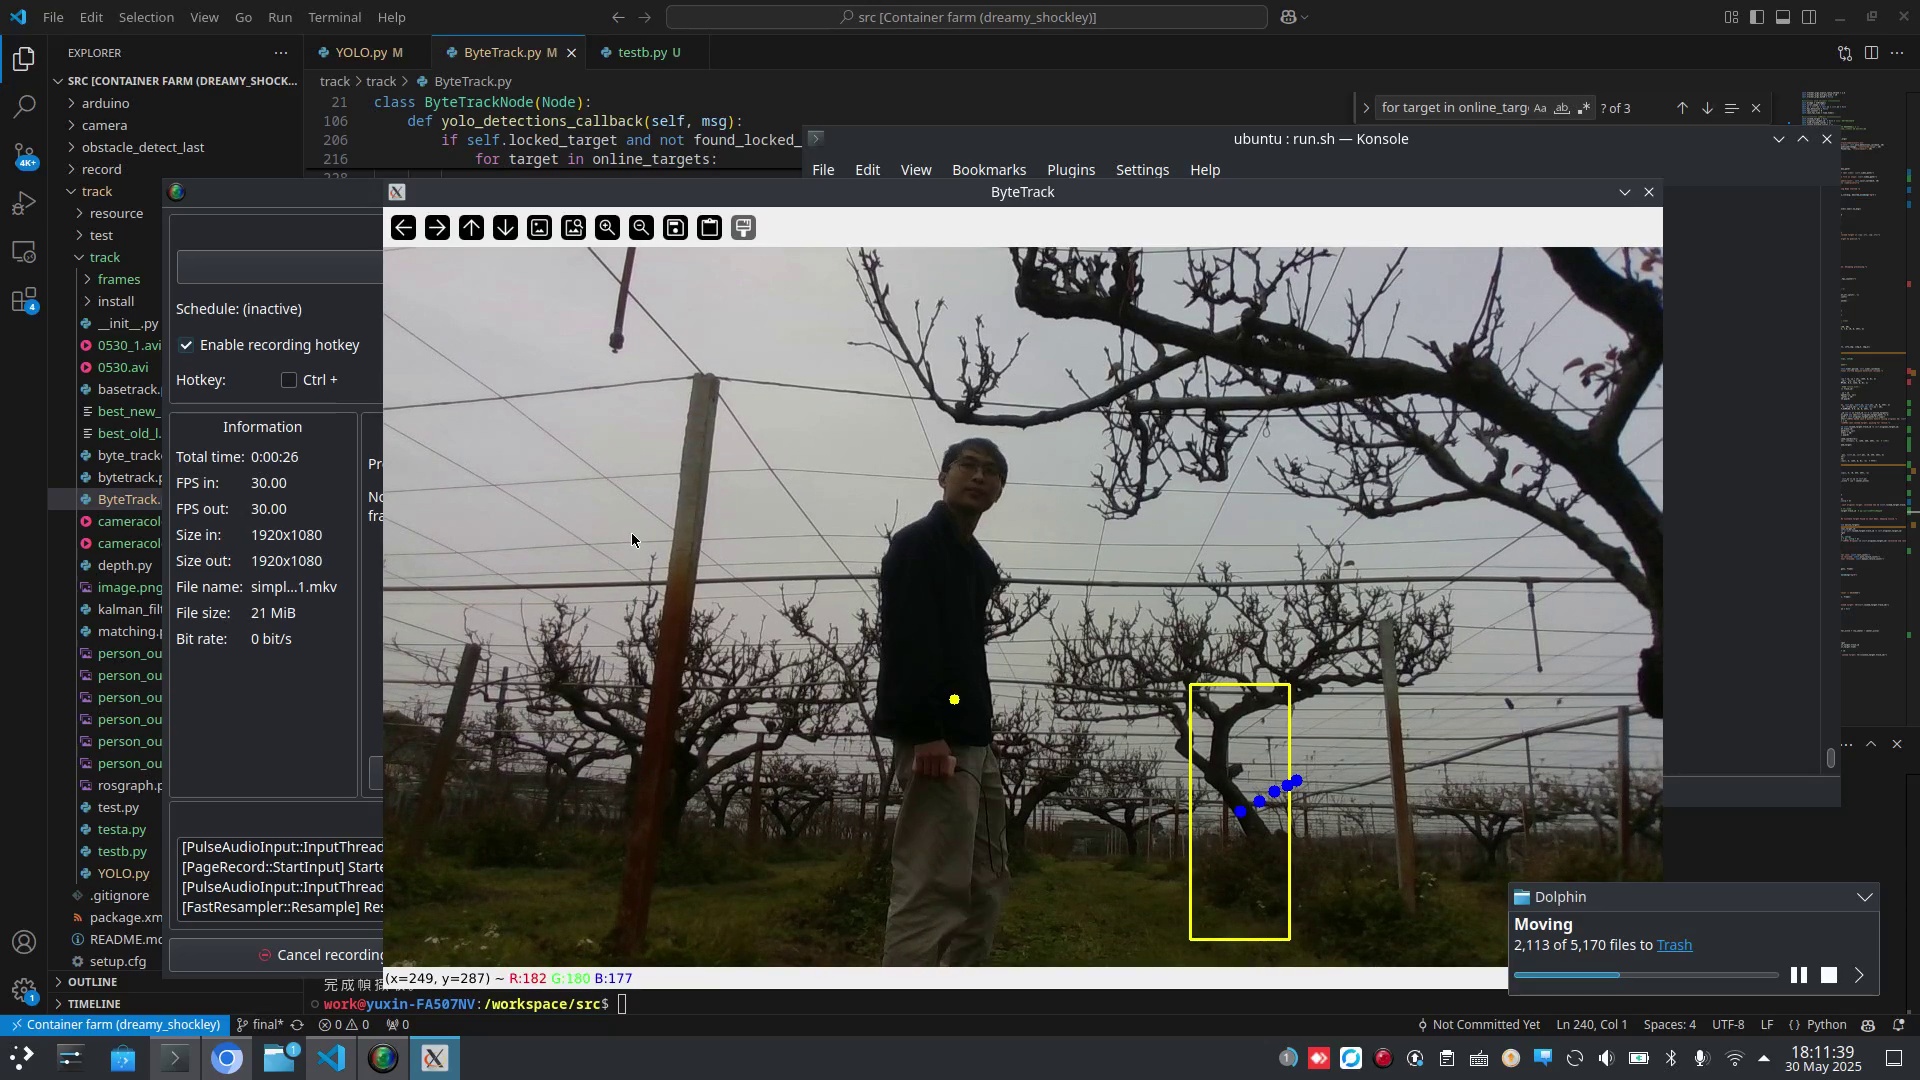 File Edit Selection View Go Run Terminal Help
src [Container farm (dreamy_shockley)]
EXPLORER
YOLO.py M
ByteTrack.py M
testb.py U
SRC [CONTAINER FARM (DREAMY_SHOCK...
track > track > ByteTrack.py
arduino
camera
obstacle_detect_last
record
track
resource
test
track
frames
install
__init__.py
0530_1.avi
0530.avi
basetrack.
best_new_
best_old_l.
byte_track
bytetrack.p
ByteTrack.
cameracol
cameracol
depth.py
image.png
kalman_filt
matching.p
person_ou
person_ou
person_ou
person_ou
person_ou
person_ou
rosgraph.p
test.py
testa.py
testb.py
YOLO.py
.gitignore
package.xm
README.md
setup.cfg
OUTLINE
TIMELINE
4K+
4
1
21 class ByteTrackNode(Node):
106 def yolo_detections_callback(self, msg):
206 if self.locked_target and not found_locked_
216 for target in online_targets:
for target in online_targ
Aa ab
? of 3
ubuntu : run.sh — Konsole
File Edit View Bookmarks Plugins Settings Help
ByteTrack
Schedule: (inactive)
Enable recording hotkey
Hotkey: Ctrl +
Information
Total time: 0:00:26
FPS in: 30.00
FPS out: 30.00
Size in: 1920x1080
Size out: 1920x1080
File name: simpl...1.mkv
File size: 21 MiB
Bit rate: 0 bit/s
Pr
No
fra
[PulseAudioInput::InputThread
[PageRecord::StartInput] Starte
[PulseAudioInput::InputThread
[FastResampler::Resample] Res
Cancel recording
(x=249, y=287) ~ R:182 G:180 B:177
work@yuxin-FA507NV:/workspace/src$
Dolphin
Moving
2,113 of 5,170 files to Trash
Container farm (dreamy_shockley)
final*
0 0
0
Not Committed Yet
Ln 240, Col 1
Spaces: 4
UTF-8
LF
{} Python
1
1
18:11:39
30 May 2025